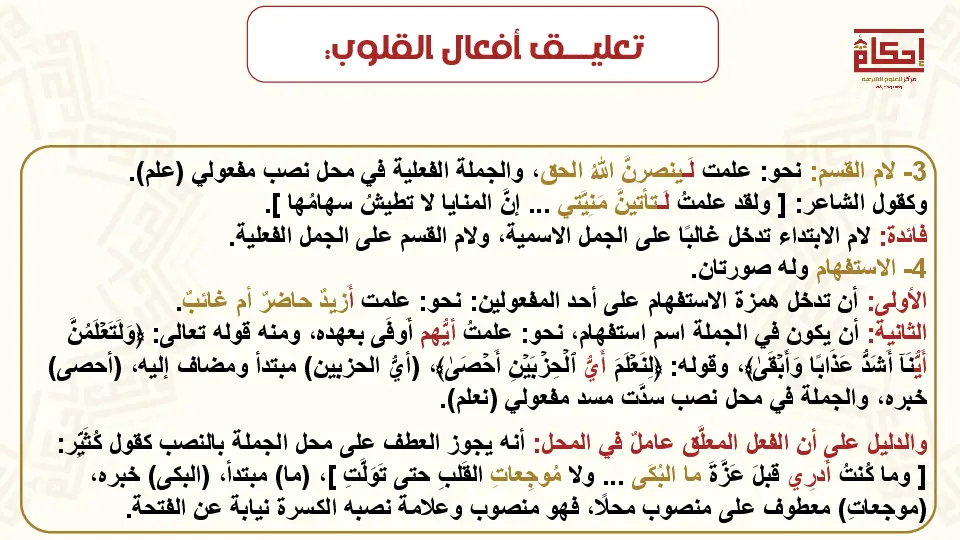 تعليق أفعال القلوب:
إحكام
مركز للعلوم الشرعية
3- لام القسم: نحو: علمت لَـينصرنَّ اللهُ الحق، والجملة الفعلية في محل نصب مفعولي (علم).
وكقول الشاعر: [ ولقد علمتُ لَـتأتينَّ مَنِيَّتي ... إنَّ المنايا لا تطيشُ سهامُها ].
فائدة: لام الابتداء تدخل غالبًا على الجمل الاسمية، ولام القسم على الجمل الفعلية.
4- الاستفهام وله صورتان.
الأولى: أن تدخل همزة الاستفهام على أحد المفعولين: نحو: علمت أَزيدٌ حاضرٌ أم غائبٌ.
الثانية: أن يكون في الجملة اسم استفهام، نحو: علمتُ أيُّهم أوفَى بعهده، ومنه قوله تعالى: ﴿وَلَتَعۡلَمُنَّ
أَيُّنَآ أَشَدُّ عَذَابٗا وَأَبۡقَىٰ﴾، وقوله: ﴿لِنَعۡلَمَ أَيُّ ٱلۡحِزۡبَيۡنِ أَحۡصَىٰ﴾، (أيُّ الحزبين) مبتدأ ومضاف إليه، (أحصى)
خبره، والجملة في محل نصب سدَّت مسد مفعولي (نعلم).
والدليل على أن الفعل المعلَّق عاملٌ في المحل: أنه يجوز العطف على محل الجملة بالنصب كقول كُثَيِّر:
[ وما كُنتُ أَدرِي قبلَ عَزَّةَ ما البُكَى ... ولا مُوجِعاتِ القَلبِ حتى تَوَلَّتِ ]، (ما) مبتدأ، (البكى) خبره،
(موجعاتِ) معطوف على منصوب محلًا، فهو منصوب وعلامة نصبه الكسرة نيابة عن الفتحة.